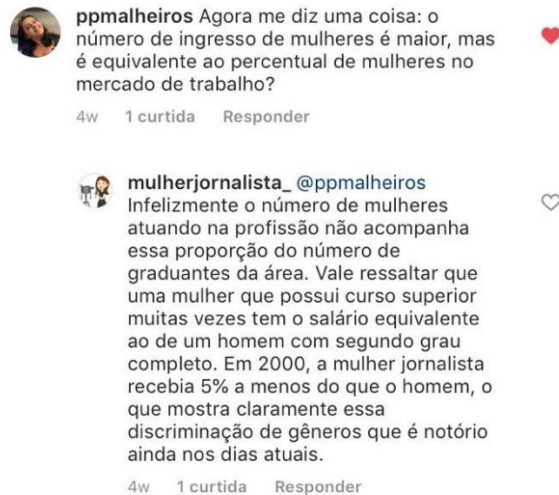 ppmalheiros Agora me diz uma coisa: o
número de ingresso de mulheres é maior, mas
é equivalente ao percentual de mulheres no
mercado de trabalho?
4w 1 curtida Responder
mulherjornalista_ @ppmalheiros
Infelizmente o número de mulheres
atuando na profissão não acompanha
essa proporção do número de
graduantes da área. Vale ressaltar que
uma mulher que possui curso superior
muitas vezes tem o salário equivalente
ao de um homem com segundo grau
completo. Em 2000, a mulher jornalista
recebia 5% a menos do que o homem, o
que mostra claramente essa
discriminação de gêneros que é notório
ainda nos dias atuais.
4w 1 curtida Responder